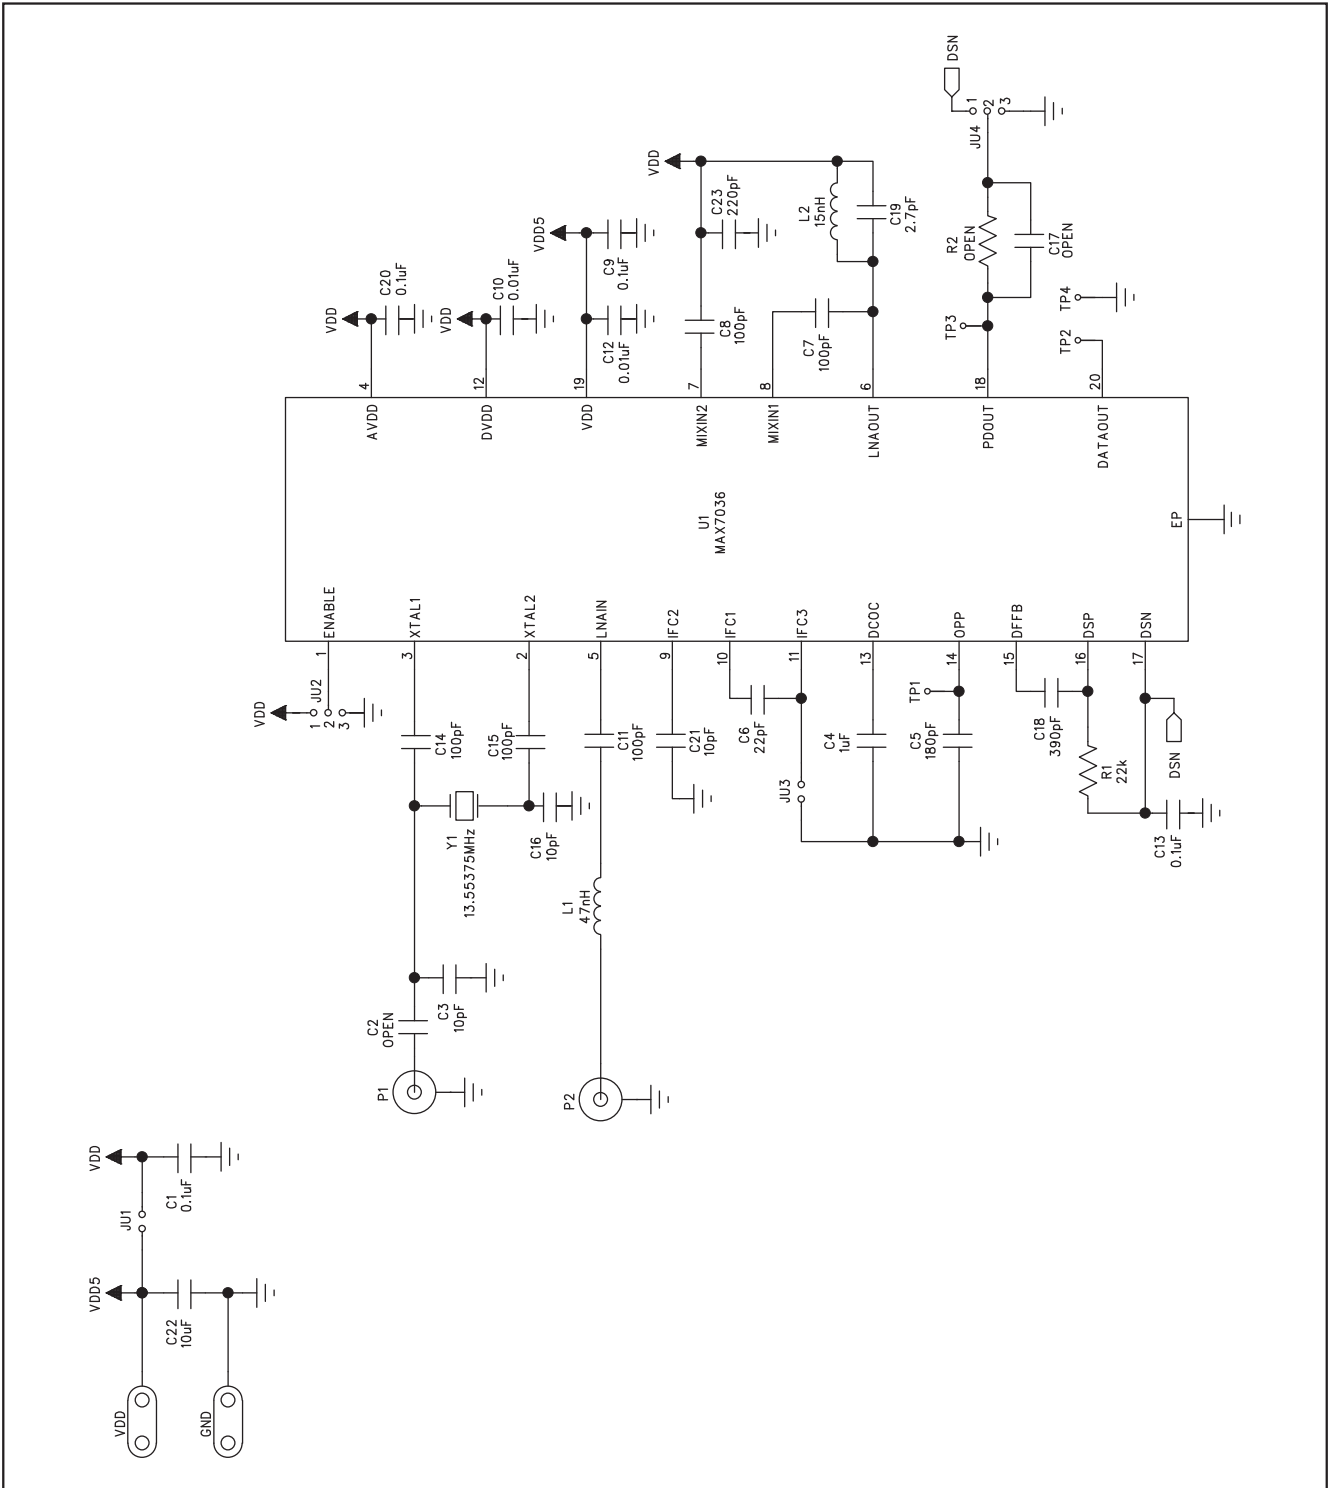 VDD
GND
VDD5
C22
10uF
JU1
VDD
C1
0.1uF
P1
C2
OPEN
C3
10pF
P2
L1
47nH
Y1
13.55375MHz
C16
10pF
C14
100pF
C15
100pF
C11
100pF
C21
10pF
C6
22pF
JU3
C4
1uF
C5
180pF
TP1
C18
390pF
R1
22k
C13
0.1uF
DSN
VDD
JU2
1
2
3
1
ENABLE
3
XTAL1
2
XTAL2
5
LNAIN
9
IFC2
10
IFC1
11
IFC3
13
DCOC
14
OPP
15
DFFB
16
DSP
17
DSN
U1
MAX7036
EP
AVDD
4
DVDD
12
VDD
19
MIXIN2
7
MIXIN1
8
LNAOUT
6
PDOUT
18
DATAOUT
20
VDD
C20
0.1uF
VDD
C10
0.01uF
VDD5
C12
0.01uF
C9
0.1uF
C8
100pF
VDD
C23
220pF
C7
100pF
L2
15nH
C19
2.7pF
TP3
R2
OPEN
C17
OPEN
TP2
TP4
JU4
1
2
3
DSN